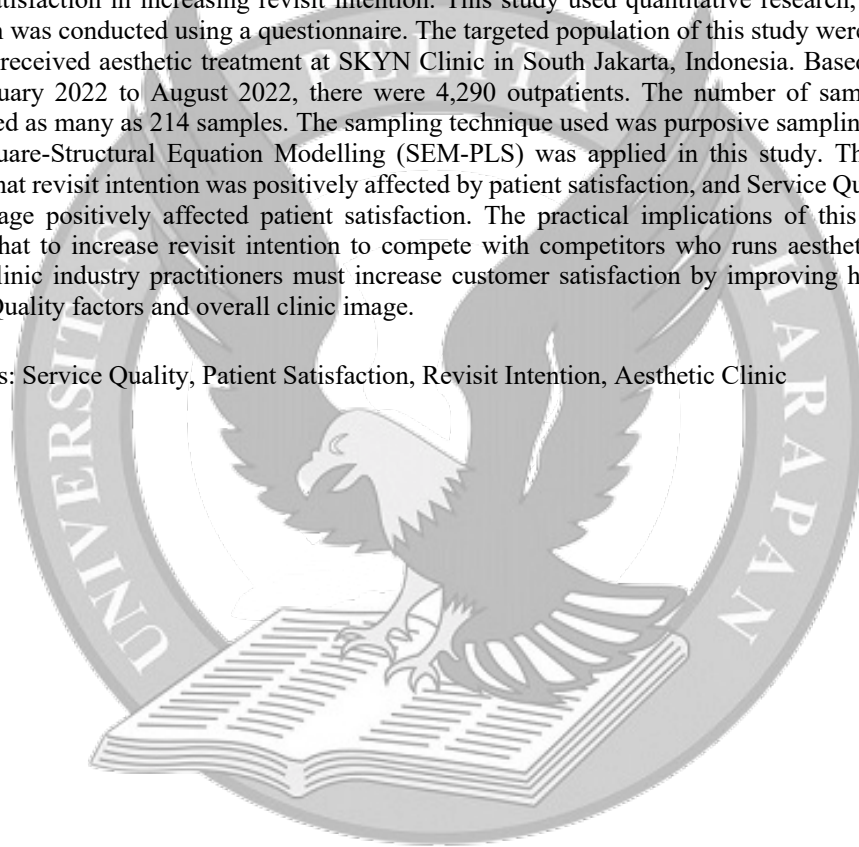 tisfaction in increasing revisit intention. This study used quantitative research,
was conducted using a questionnaire. The targeted population of this study were
received aesthetic treatment at SKYN Clinic in South Jakarta, Indonesia. Based
uary 2022 to August 2022, there were 4,290 outpatients. The number of sam
ed as many as 214 samples. The sampling technique used was purposive samplin
uare-Structural Equation Modelling (SEM-PLS) was applied in this study. Th
hat revisit intention was positively affected by patient satisfaction, and Service Qu
age positively affected patient satisfaction. The practical implications of this
hat to increase revisit intention to compete with competitors who runs aesthet
linic industry practitioners must increase customer satisfaction by improving h
Quality factors and overall clinic image.
s: Service Quality, Patient Satisfaction, Revisit Intention, Aesthetic Clinic
UNIVERSITAS
PELITA
HARAPAN